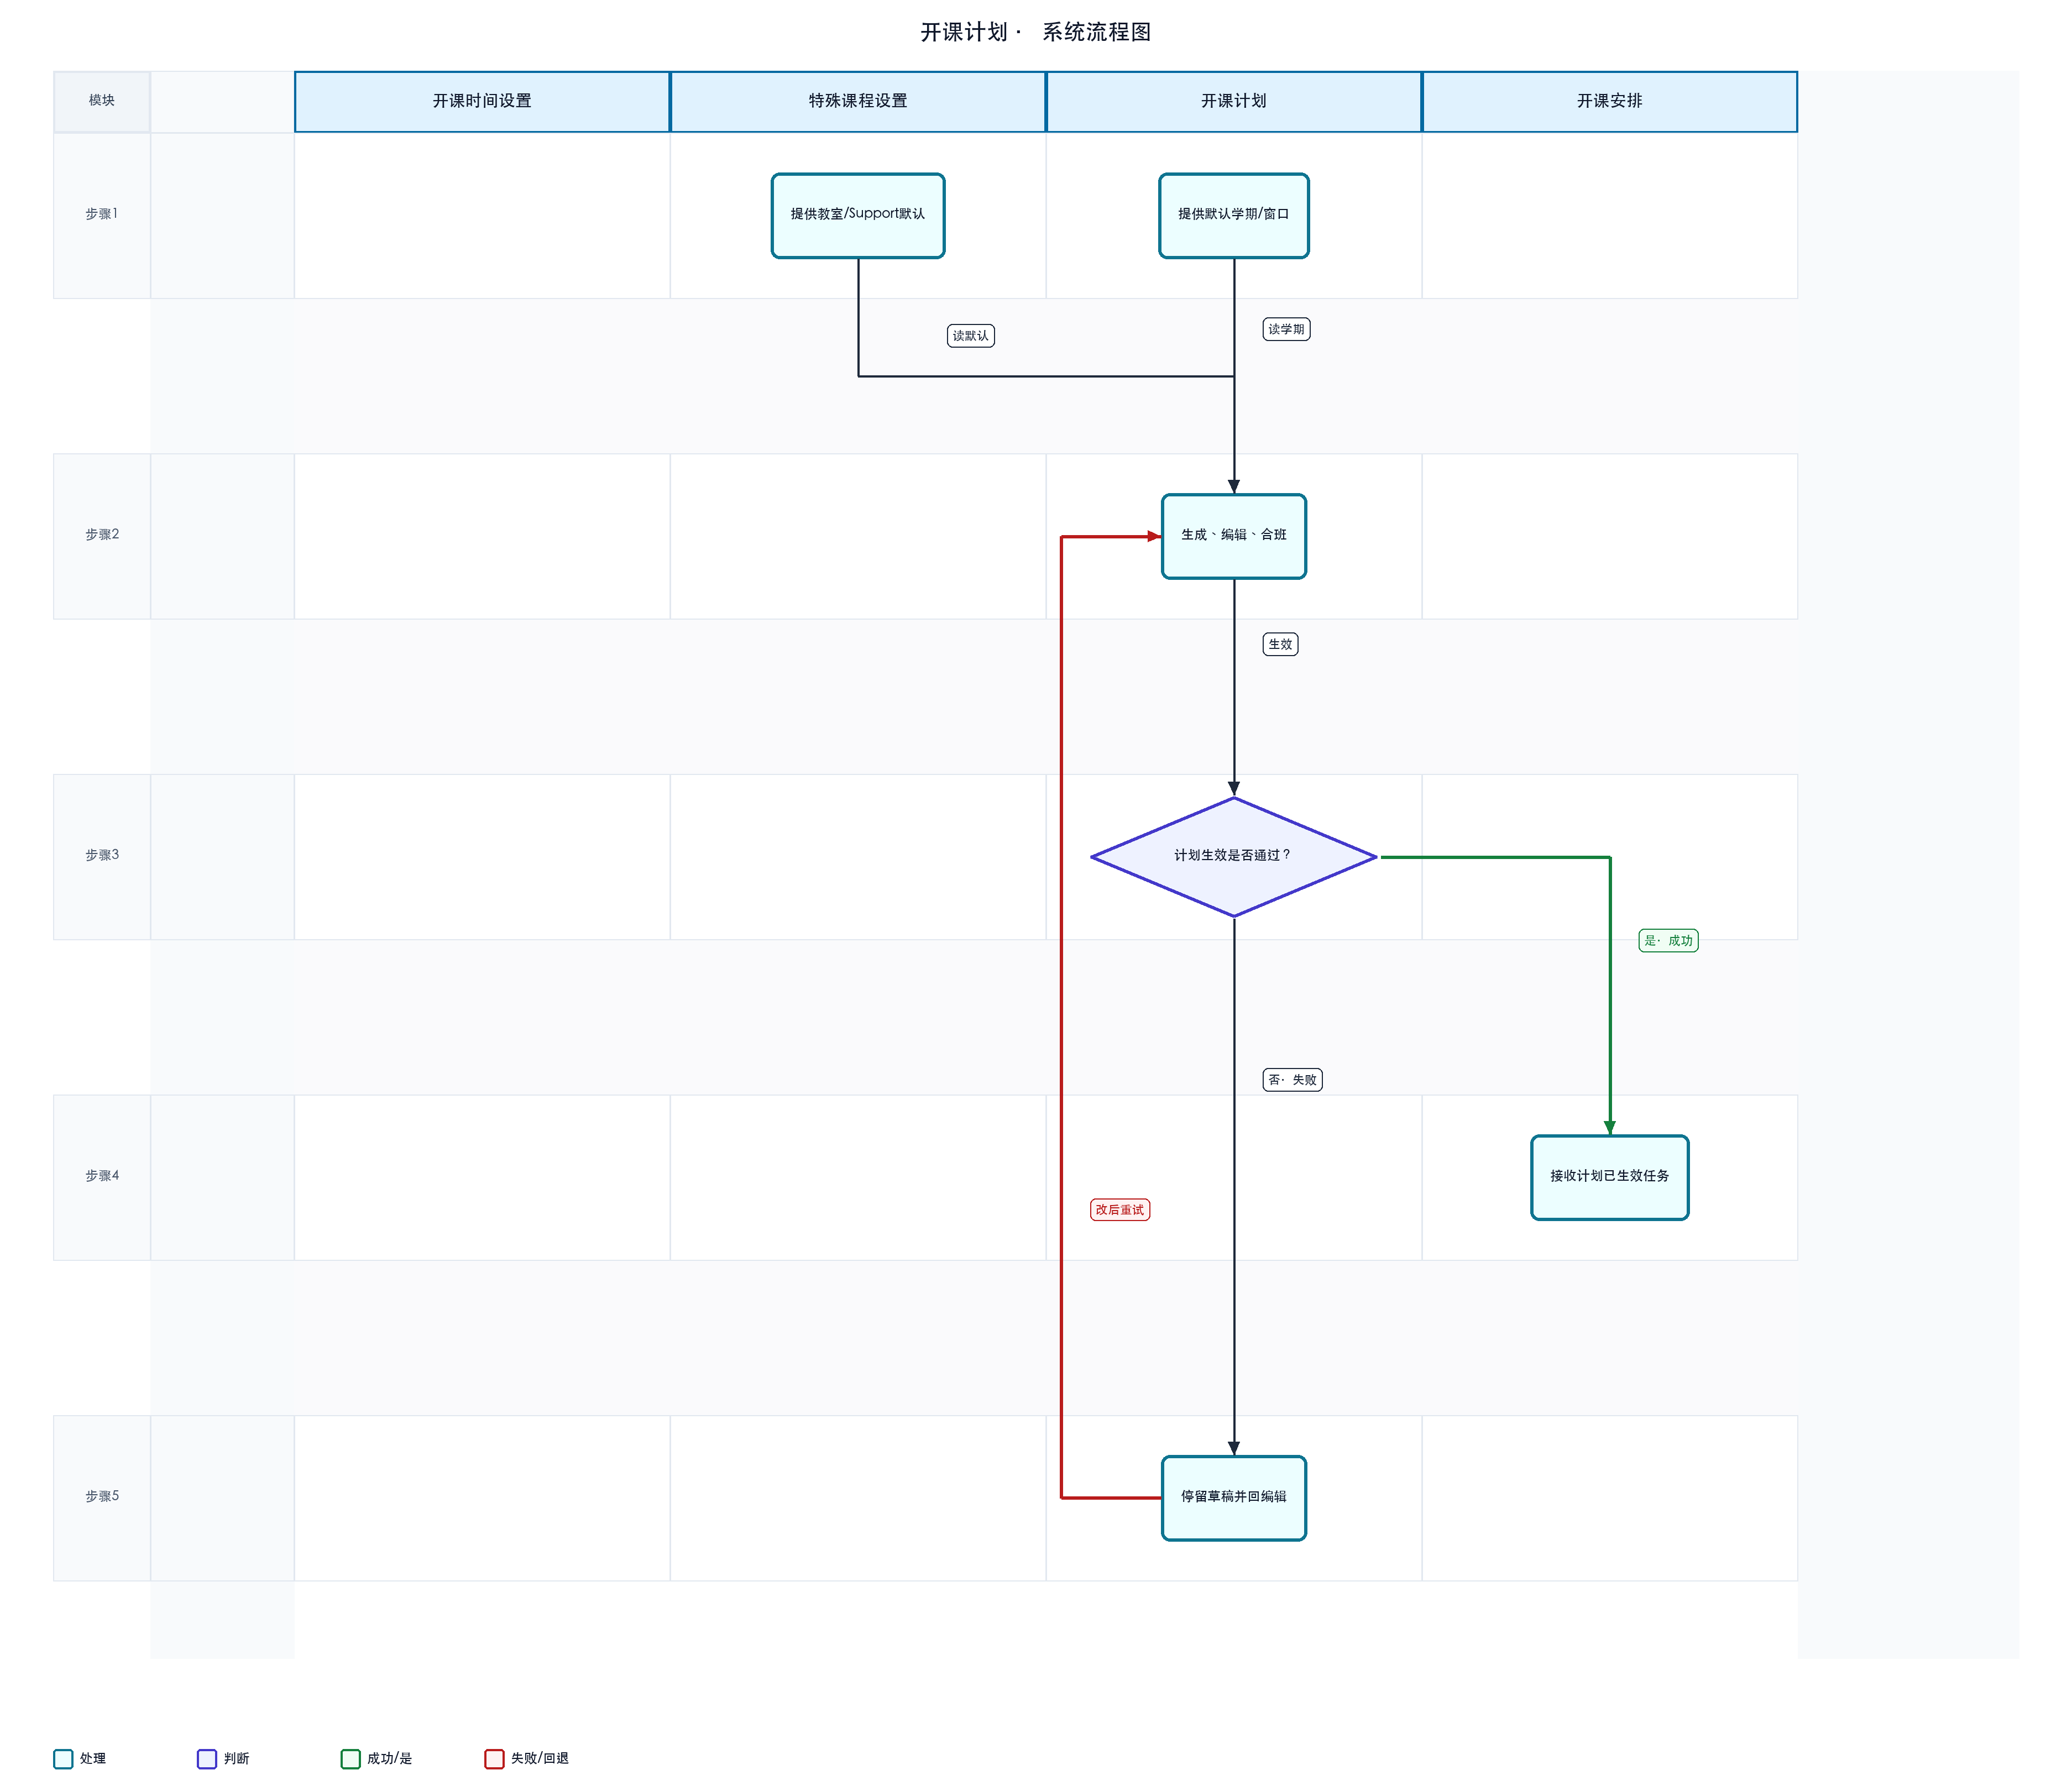 开课计划 · 系统流程图
模块
开课时间设置
特殊课程设置
开课计划
开课安排
步骤1
提供教室/Support默认
提供默认学期/窗口
读默认
读学期
步骤2
生成、编辑、合班
生效
步骤3
计划生效是否通过？
是 · 成功
否 · 失败
步骤4
接收计划已生效任务
改后重试
步骤5
停留草稿并回编辑
处理
判断
成功/是
失败/回退